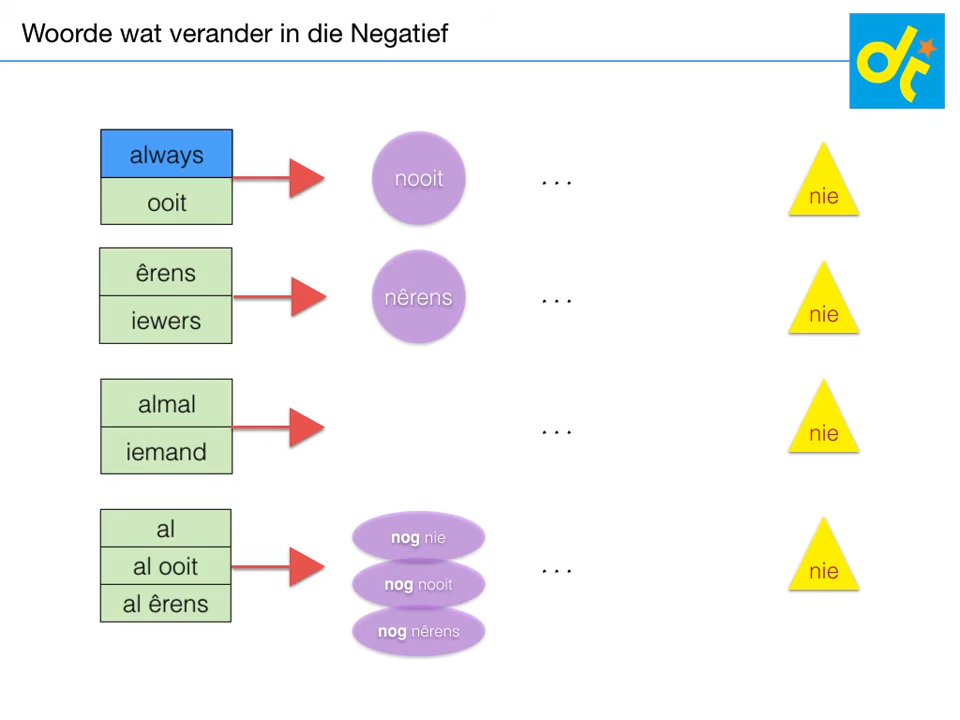 Woorde wat verander in die Negatief
dt
always
ooit
nooit
...
nie
êrens
iewers
nêrens
...
nie
almal
iemand
...
nie
al
al ooit
al êrens
nog nie
nog nooit
nog nêrens
...
nie